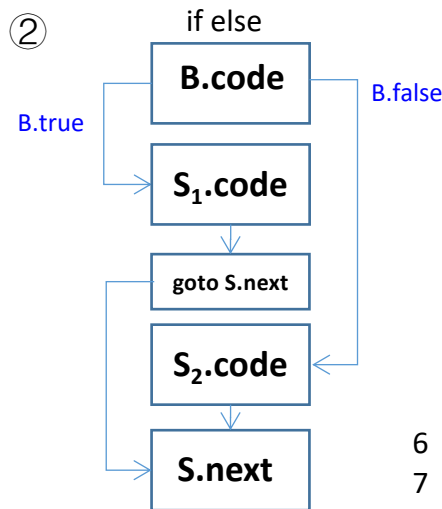 ②
if else
B.code
B.true
B.false
S₁.code
goto S.next
S₂.code
S.next
6
7